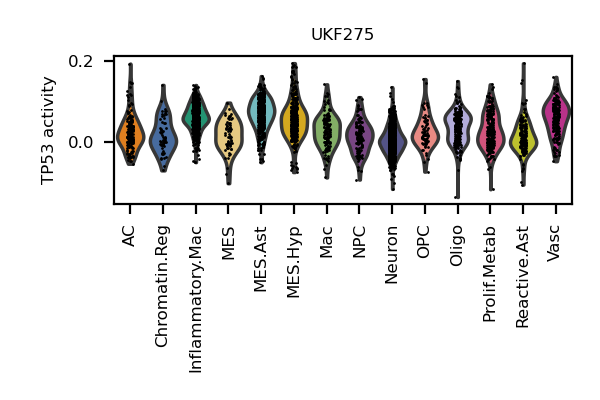 UKF275
TP53 activity
0.2
0.0
AC
Chromatin.Reg
Inflammatory.Mac
MES
MES.Ast
MES.Hyp
Mac
NPC
Neuron
OPC
Oligo
Prolif.Metab
Reactive.Ast
Vasc